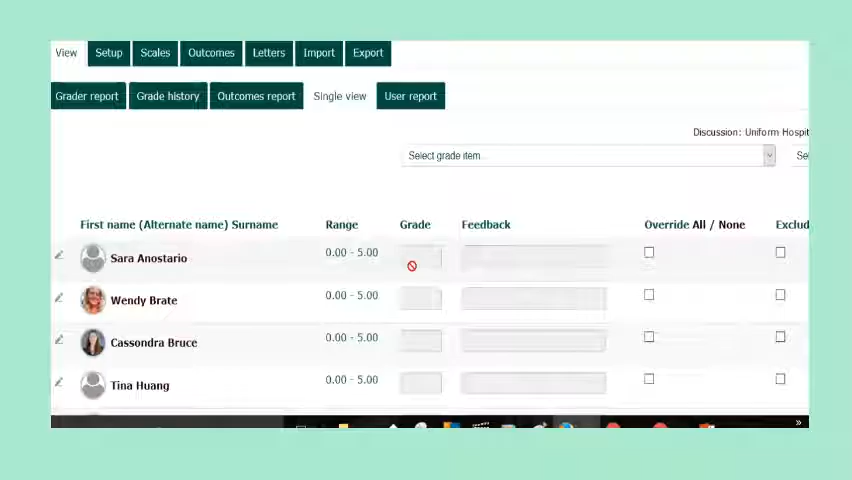 View Setup Scales Outcomes Letters Import Export
Grader report Grade history Outcomes report Single view User report
Discussion: Uniform Hospit
Select grade item...
First name (Alternate name) Surname Range Grade Feedback Override All / None Exclud
Sara Anostario 0.00 - 5.00
Wendy Brate 0.00 - 5.00
Cassondra Bruce 0.00 - 5.00
Tina Huang 0.00 - 5.00